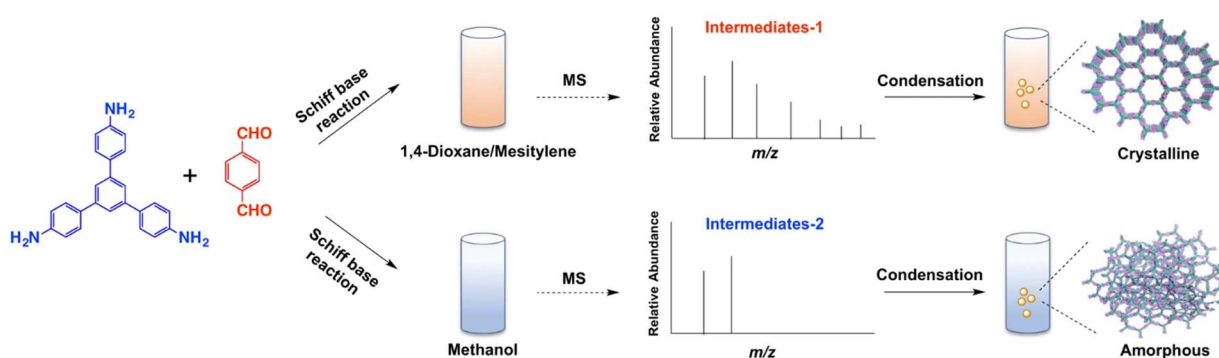 NH₂
H₂N
NH₂
+
CHO
CHO
Schiff base
reaction
1,4-Dioxane/Mesitylene
MS
Relative Abundance
Intermediates-1
m/z
Condensation
Crystalline
Schiff base
reaction
Methanol
MS
Relative Abundance
Intermediates-2
m/z
Condensation
Amorphous